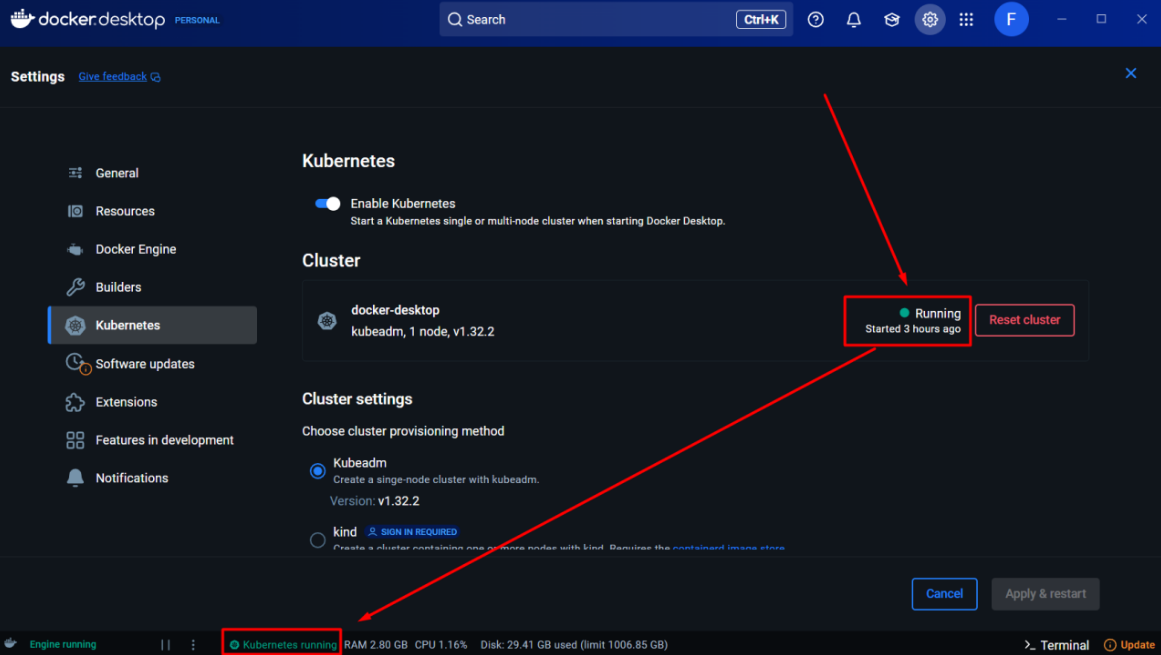 docker.desktop PERSONAL
Search Ctrl+K
F
Settings Give feedback
General
Resources
Docker Engine
Builders
Kubernetes
Software updates
Extensions
Features in development
Notifications
Kubernetes
Enable Kubernetes
Start a Kubernetes single or multi-node cluster when starting Docker Desktop.
Cluster
docker-desktop
kubeadm, 1 node, v1.32.2
Running
Started 3 hours ago
Reset cluster
Cluster settings
Choose cluster provisioning method
Kubeadm
Create a singe-node cluster with kubeadm.
Version: v1.32.2
kind SIGN IN REQUIRED
Create a cluster containing one or more nodes with kind. Requires the containerd image store
Cancel Apply & restart
Engine running Kubernetes running RAM 2.80 GB CPU 1.16% Disk: 29.41 GB used (limit 1006.85 GB) >_ Terminal Update